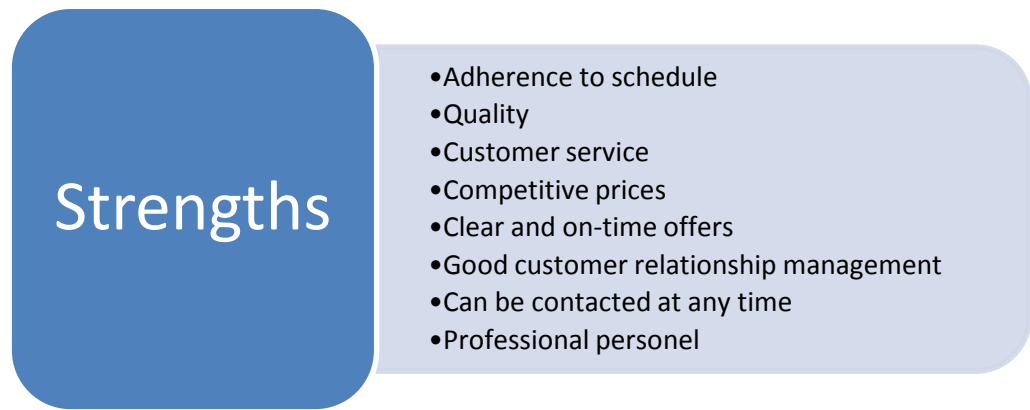 Strengths
•Adherence to schedule
•Quality
•Customer service
•Competitive prices
•Clear and on-time offers
•Good customer relationship management
•Can be contacted at any time
•Professional personel